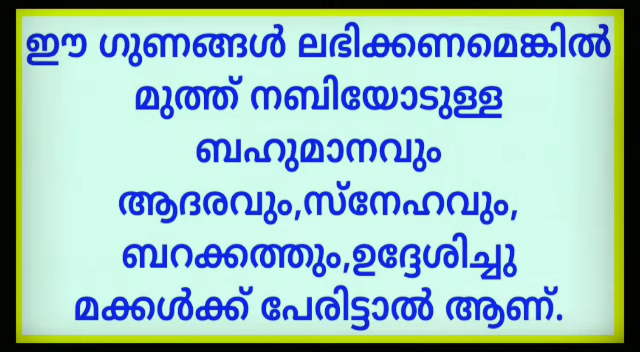 ഈ ഗുണങ്ങൾ ലഭിക്കണമെങ്കിൽ
മുത്ത് നബിയോടുള്ള
ബഹുമാനവും
ആദരവും,സ്നേഹവും,
ബറക്കത്തും,ഉദ്ദേശിച്ചു
മക്കൾക്ക് പേരിട്ടാൽ ആണ്.